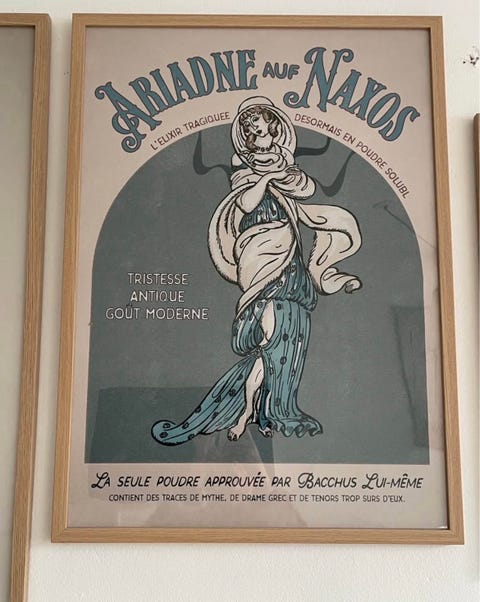 ARIADNE AUF NAXOS
L'ELIXIR TRAGIQUEE DESORMAIS EN POUDRE SOLUBL
TRISTESSE
ANTIQUE
GOÛT MODERNE
LA SEULE POUDRE APPROUVÉE PAR BACCHUS LUI-MÊME
CONTIENT DES TRACES DE MYTHE, DE DRAME GREC ET DE TENORS TROP SURS D'EUX.